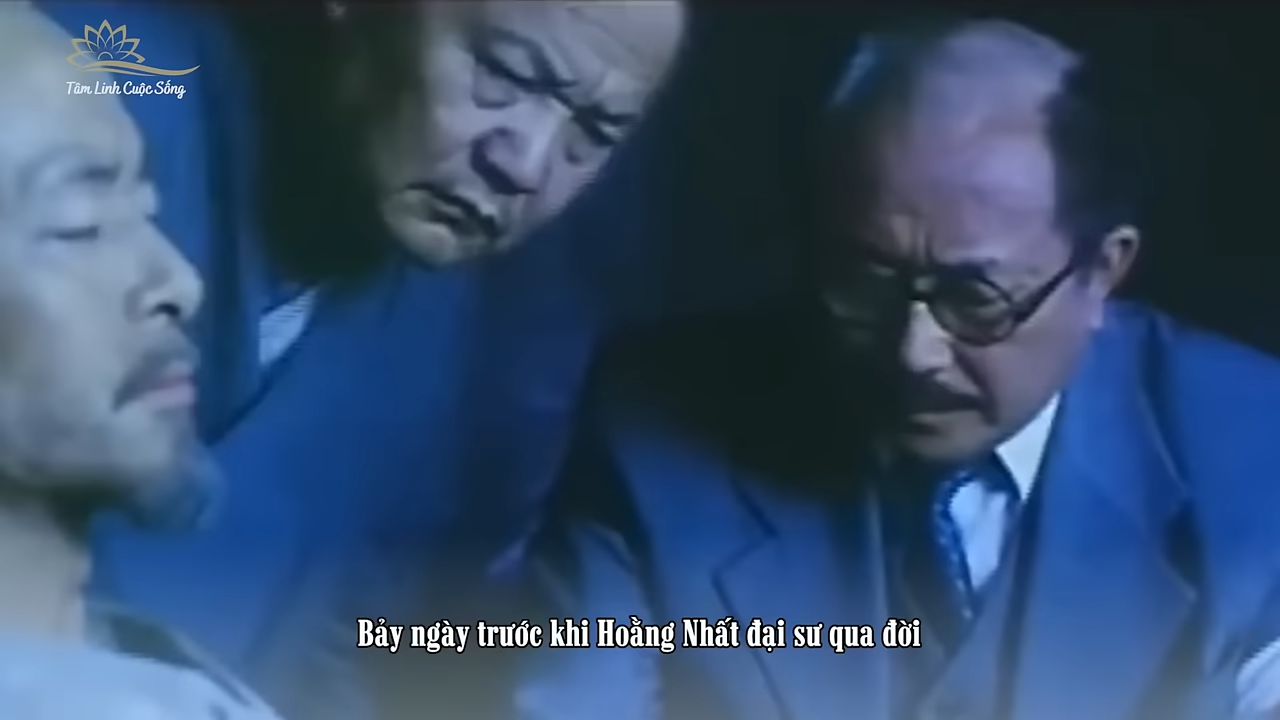 Tâm Linh Cuộc Sống
Bảy ngày trước khi Hoằng Nhất đại sư qua đời